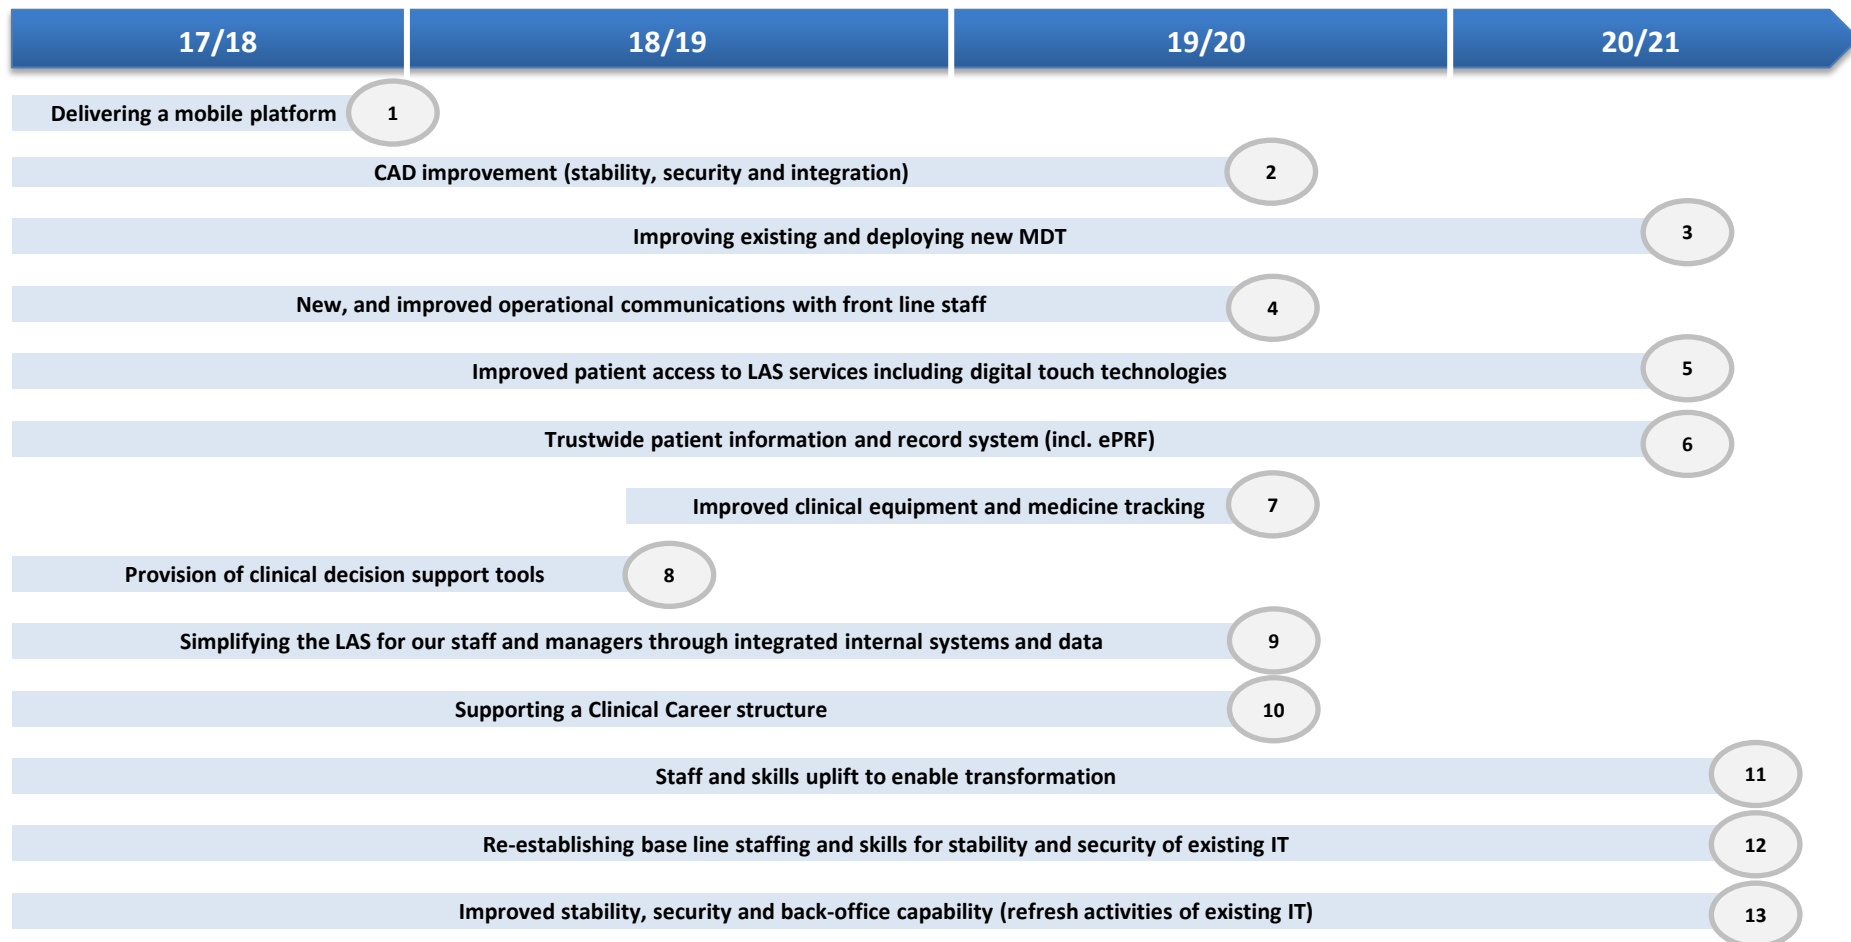 17/18 18/19 19/20 20/21
Delivering a mobile platform 1
CAD improvement (stability, security and integration) 2
Improving existing and deploying new MDT 3
New, and improved operational communications with front line staff 4
Improved patient access to LAS services including digital touch technologies 5
Trustwide patient information and record system (incl. ePRF) 6
Improved clinical equipment and medicine tracking 7
Provision of clinical decision support tools 8
Simplifying the LAS for our staff and managers through integrated internal systems and data 9
Supporting a Clinical Career structure 10
Staff and skills uplift to enable transformation 11
Re-establishing base line staffing and skills for stability and security of existing IT 12
Improved stability, security and back-office capability (refresh activities of existing IT) 13